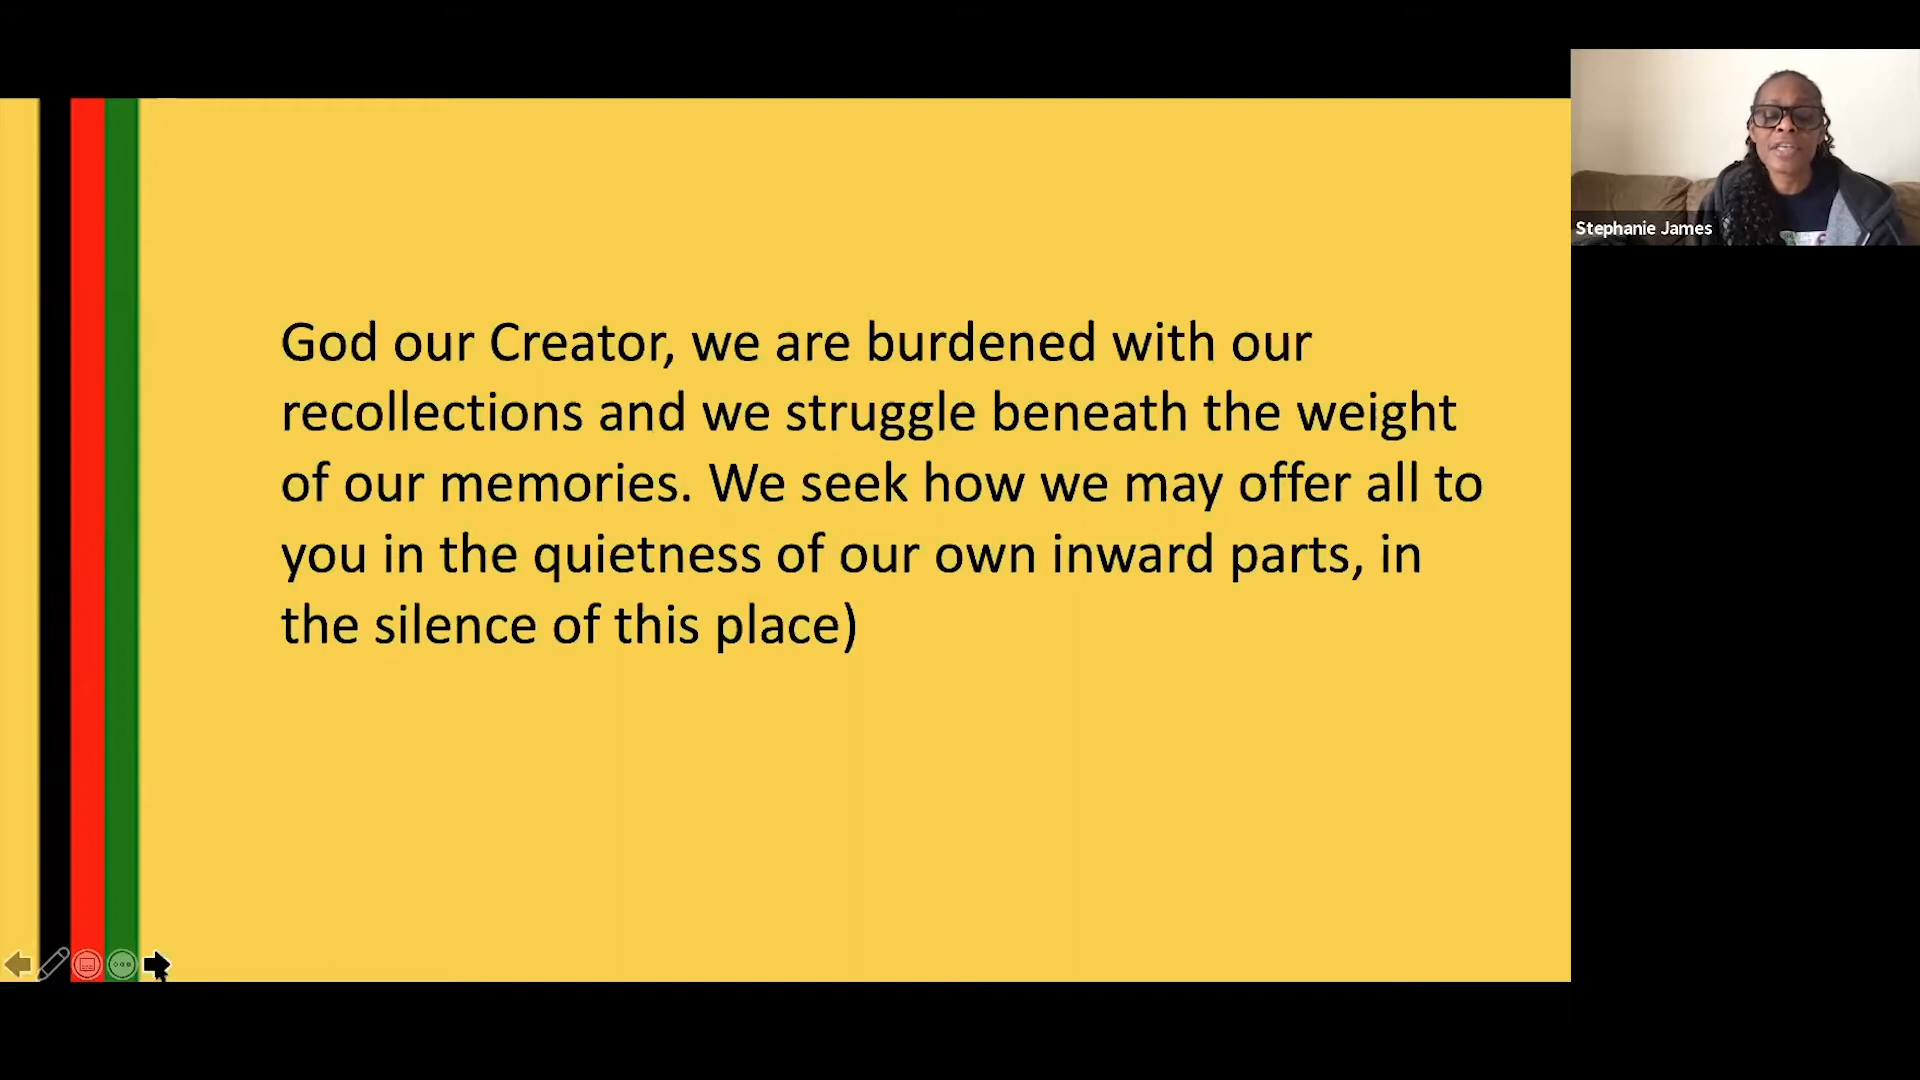 God our Creator, we are burdened with our
recollections and we struggle beneath the weight
of our memories. We seek how we may offer all to
you in the quietness of our own inward parts, in
the silence of this place)
Stephanie James